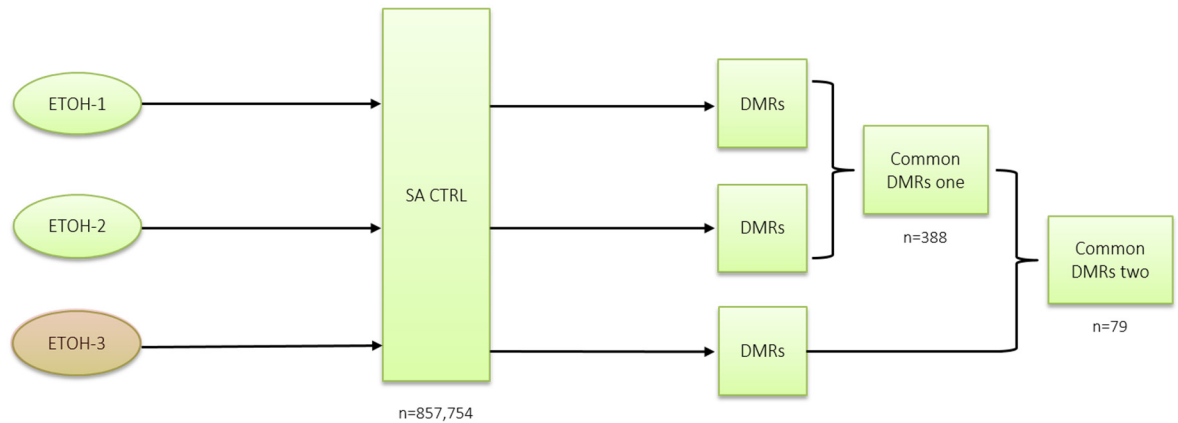 ETOH-1
ETOH-2
ETOH-3
SA CTRL
n=857,754
DMRs
DMRs
DMRs
Common
DMRs one
n=388
Common
DMRs two
n=79